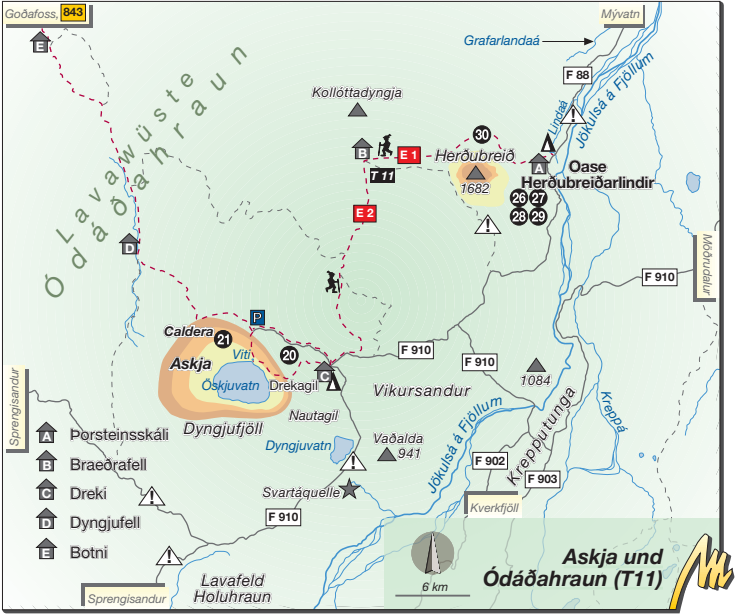 Goðafoss, 843
Mývatn
E
Grafarlandaá
F 88
Lavawüste
Ódáðahraun
Kollóttadyngja
Lindaá
Jökulsá á Fjöllum
B
E 1
30
Herðubreið
1682
A
Oase
Herðubreiðarlindir
T 11
26 27
28 29
E 2
D
Möðrudalur
F 910
P
Caldera
21
Viti
20
Askja
Öskjuvatn
Drekagil
C
F 910
F 910
1084
Vikursandur
Dyngjufjöll
Nautagil
Kreppá
Krepputunga
Sprengisandur
Dyngjuvatn
Vaðalda
941
Jökulsá á Fjöllum
A Þorsteinsskáli
B Braeðrafell
C Dreki
D Dyngjufell
E Botni
F 902
F 903
Svartáquelle
Kverkfjöll
F 910
Sprengisandur
Lavafeld
Holuhraun
6 km
Askja und
Ódáðahraun (T11)